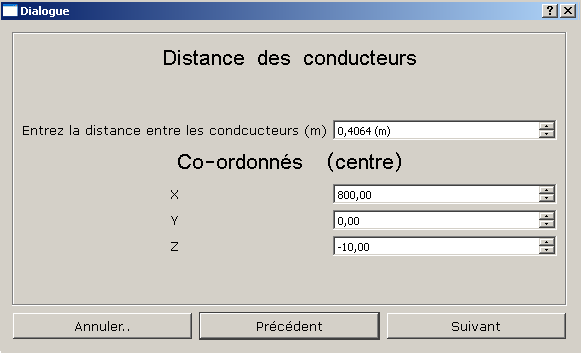 Dialogue
Distance des conducteurs
Entrez la distance entre les condcucteurs (m) 0,4064 (m)
Co-ordonnés (centre)
X 800,00
Y 0,00
Z -10,00
Annuler.. Précédent Suivant